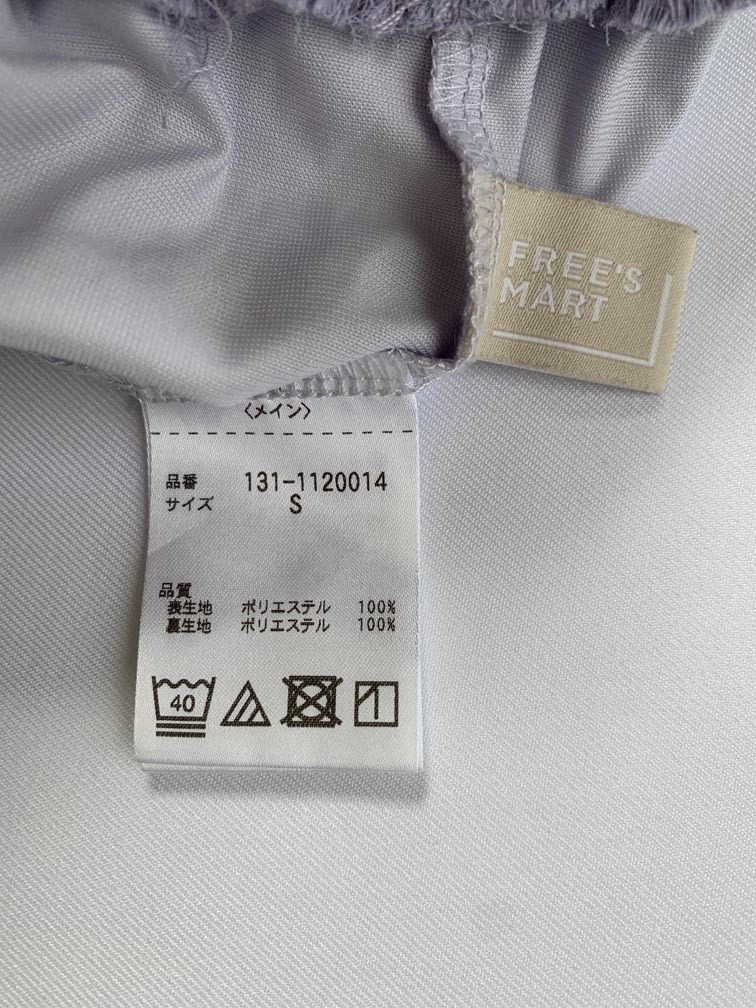 FREE'S
MART
〈メイン〉
品番 131-1120014
サイズ S
品質
表生地 ポリエステル 100%
裏生地 ポリエステル 100%
40